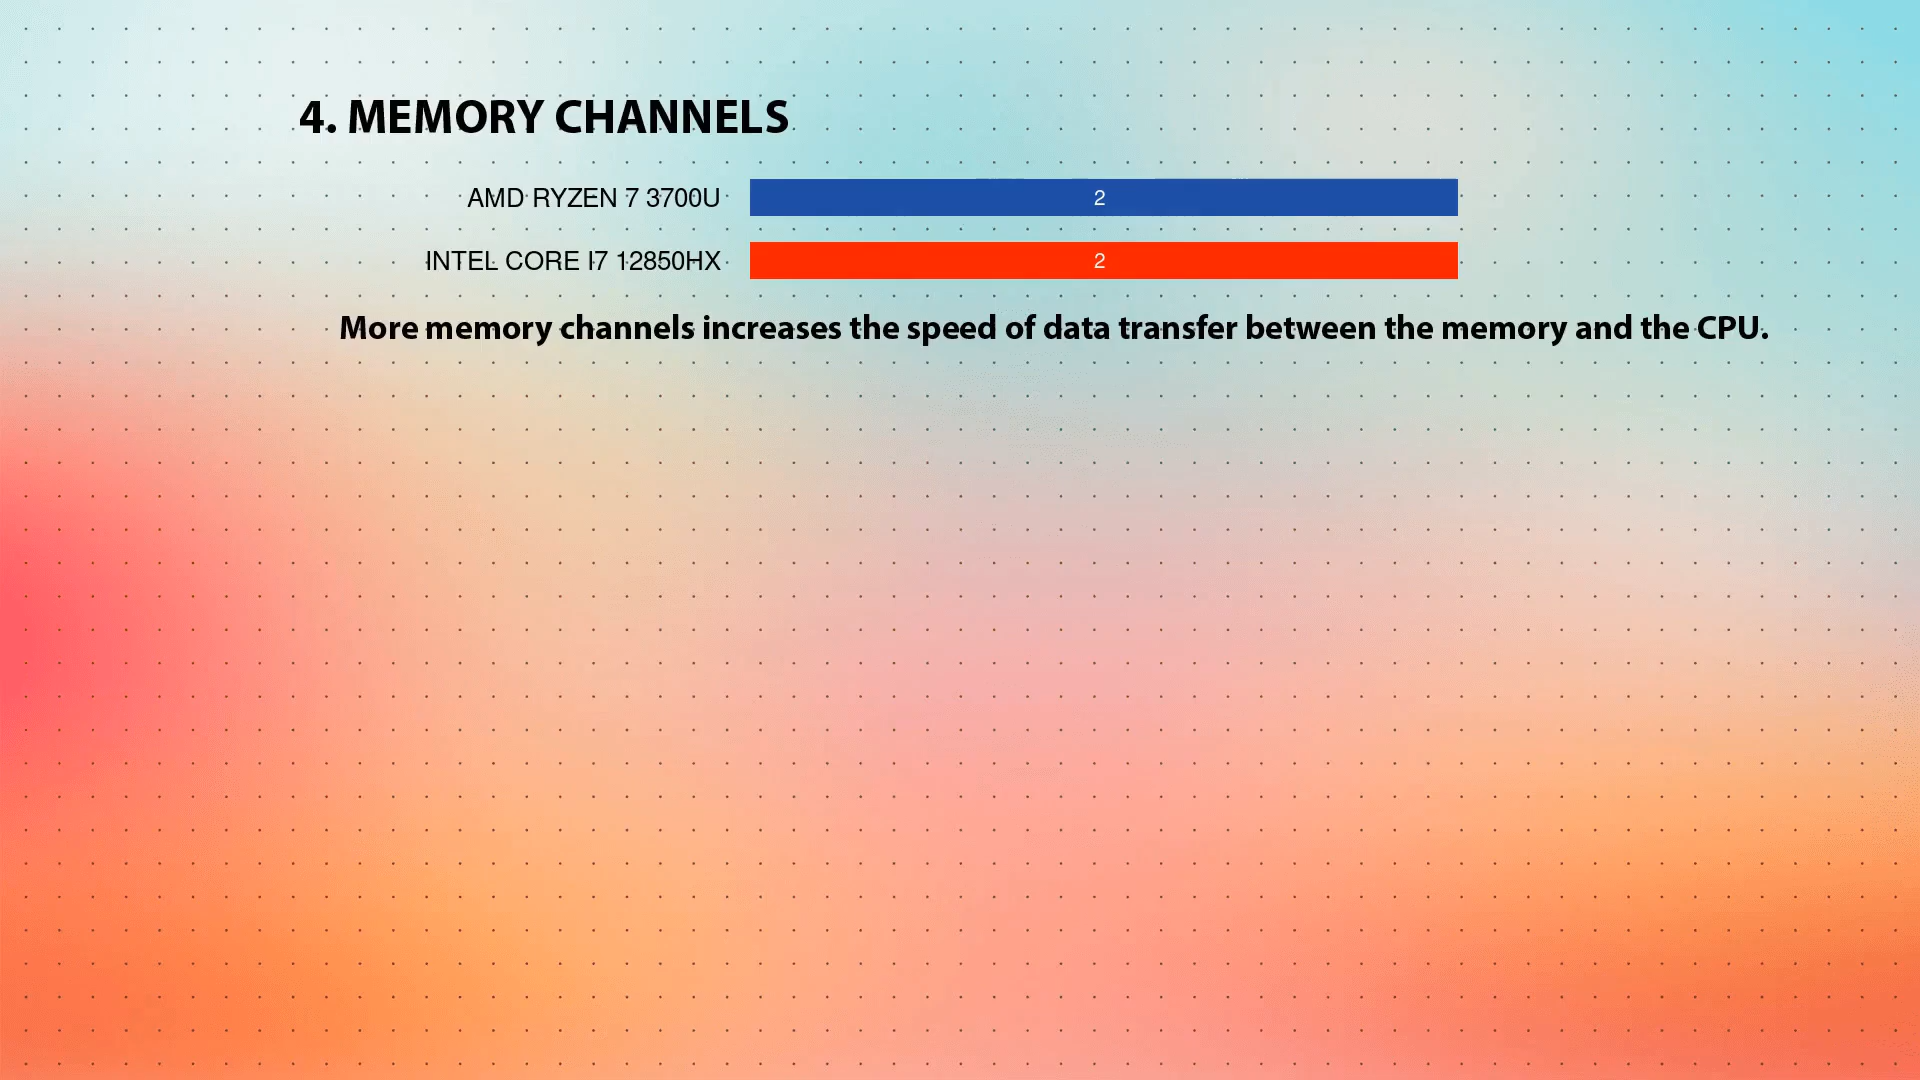 4. MEMORY CHANNELS
AMD RYZEN 7 3700U 2
INTEL CORE I7 12850HX 2
More memory channels increases the speed of data transfer between the memory and the CPU.